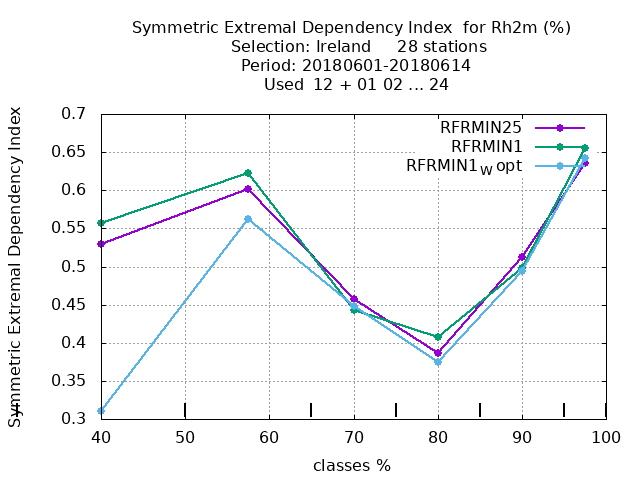 Symmetric Extremal Dependency Index for Rh2m (%)
Selection: Ireland 28 stations
Period: 20180601-20180614
Used 12 + 01 02 ... 24
Symmetric Extremal Dependency Index
0.7
0.65
0.6
0.55
0.5
0.45
0.4
0.35
0.3
RFRMIN25
RFRMIN1
RFRMIN1W opt
40 50 60 70 80 90 100
classes %